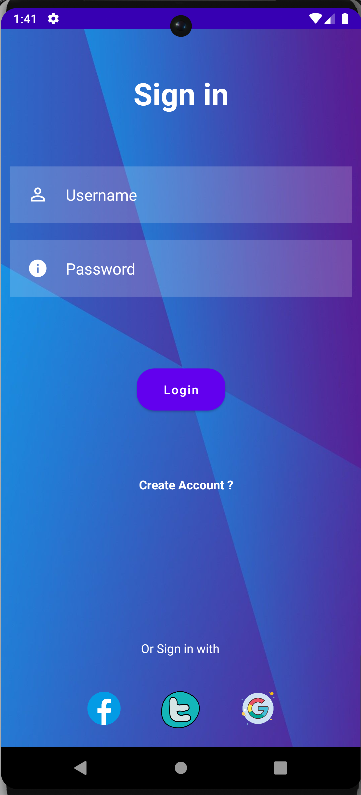 1:41
Sign in
Username
Password
Login
Create Account ?
Or Sign in with